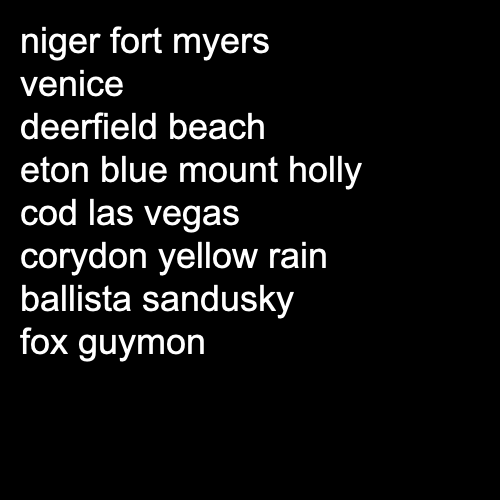 niger fort myers
venice
deerfield beach
eton blue mount holly
cod las vegas
corydon yellow rain
ballista sandusky
fox guymon